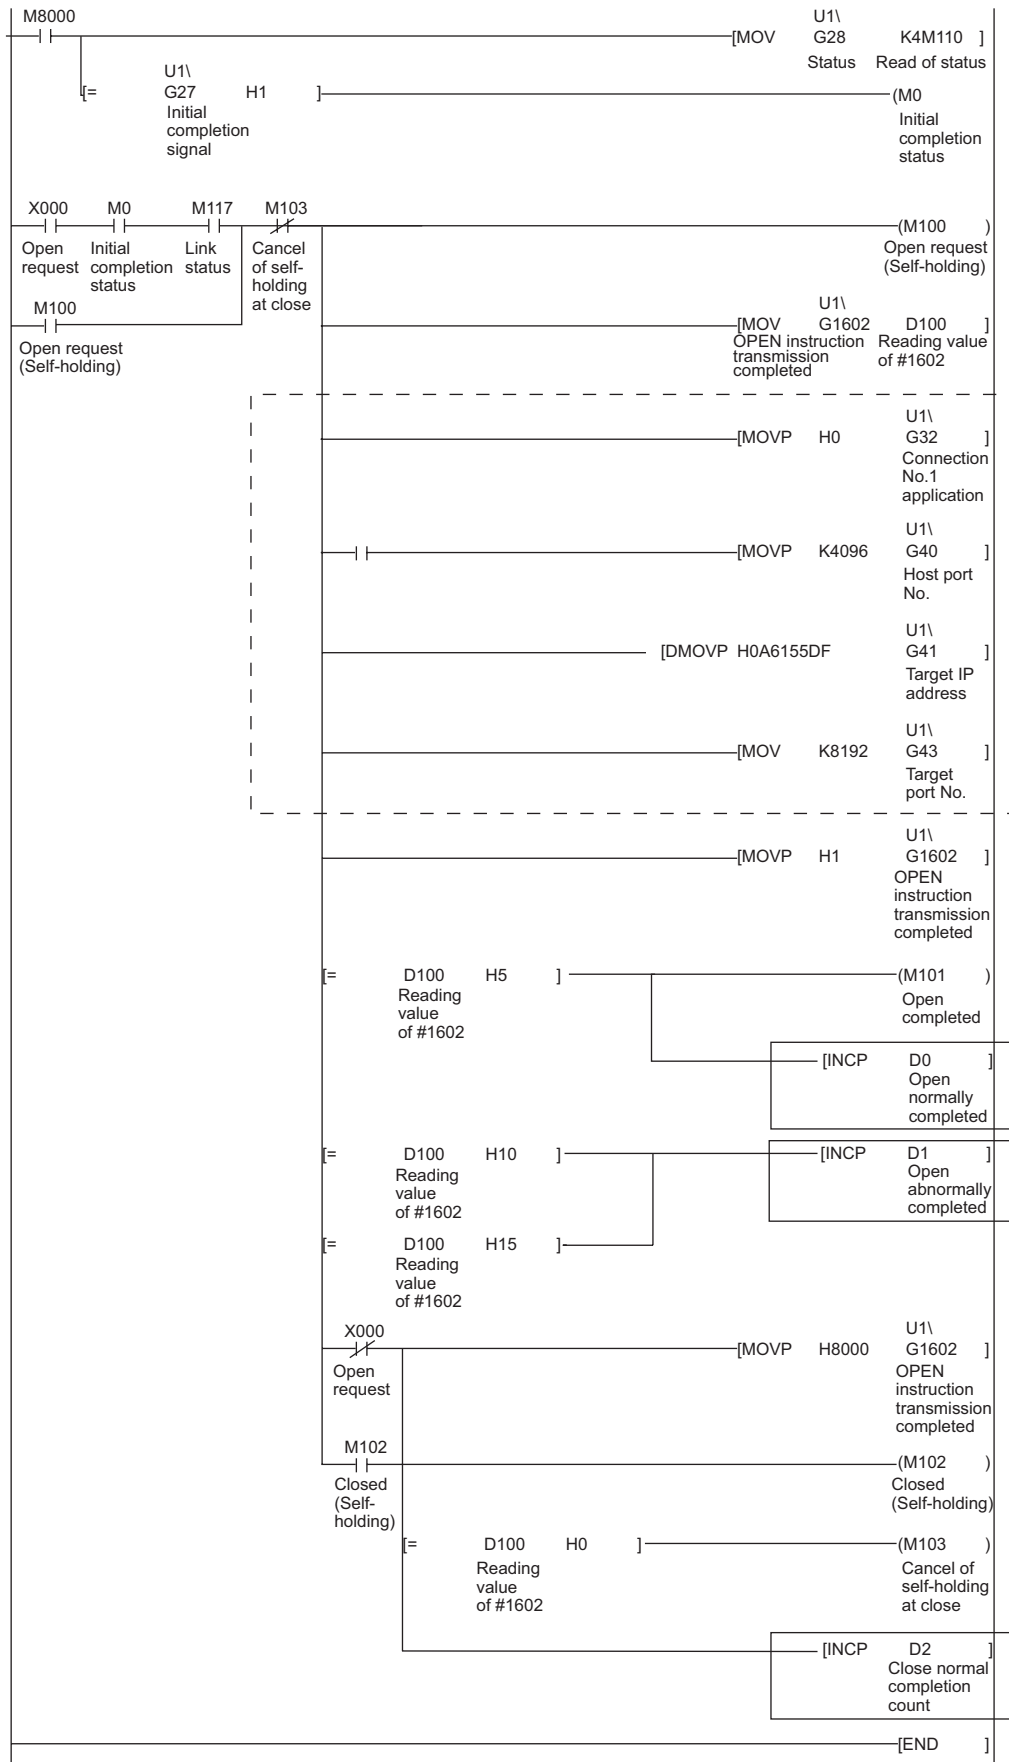 M8000
U1\
[MOV G28 K4M110 ]
Status Read of status
U1\
[= G27 H1 ] (M0
Initial
completion
signal
Initial
completion
status
X000 M0 M117 M103
(M100 )
Open
request
Initial
completion
status
Link
status
Cancel
of self-
holding
at close
Open request
(Self-holding)
M100
Open request
(Self-holding)
U1\
[MOV G1602 D100 ]
OPEN instruction
transmission
completed
Reading value
of #1602
U1\
[MOVP H0 G32 ]
Connection
No.1
application
U1\
[MOVP K4096 G40 ]
Host port
No.
U1\
[DMOVP H0A6155DF G41 ]
Target IP
address
U1\
[MOV K8192 G43 ]
Target
port No.
U1\
[MOVP H1 G1602 ]
OPEN
instruction
transmission
completed
[= D100 H5 ] (M101 )
Reading
value
of #1602
Open
completed
[INCP D0 ]
Open
normally
completed
[= D100 H10 ] [INCP D1 ]
Reading
value
of #1602
Open
abnormally
completed
[= D100 H15 ]
Reading
value
of #1602
X000
U1\
[MOVP H8000 G1602 ]
Open
request
OPEN
instruction
transmission
completed
M102
(M102 )
Closed
(Self-
holding)
Closed
(Self-holding)
[= D100 H0 ] (M103 )
Reading
value
of #1602
Cancel of
self-holding
at close
[INCP D2 ]
Close normal
completion
count
[END ]